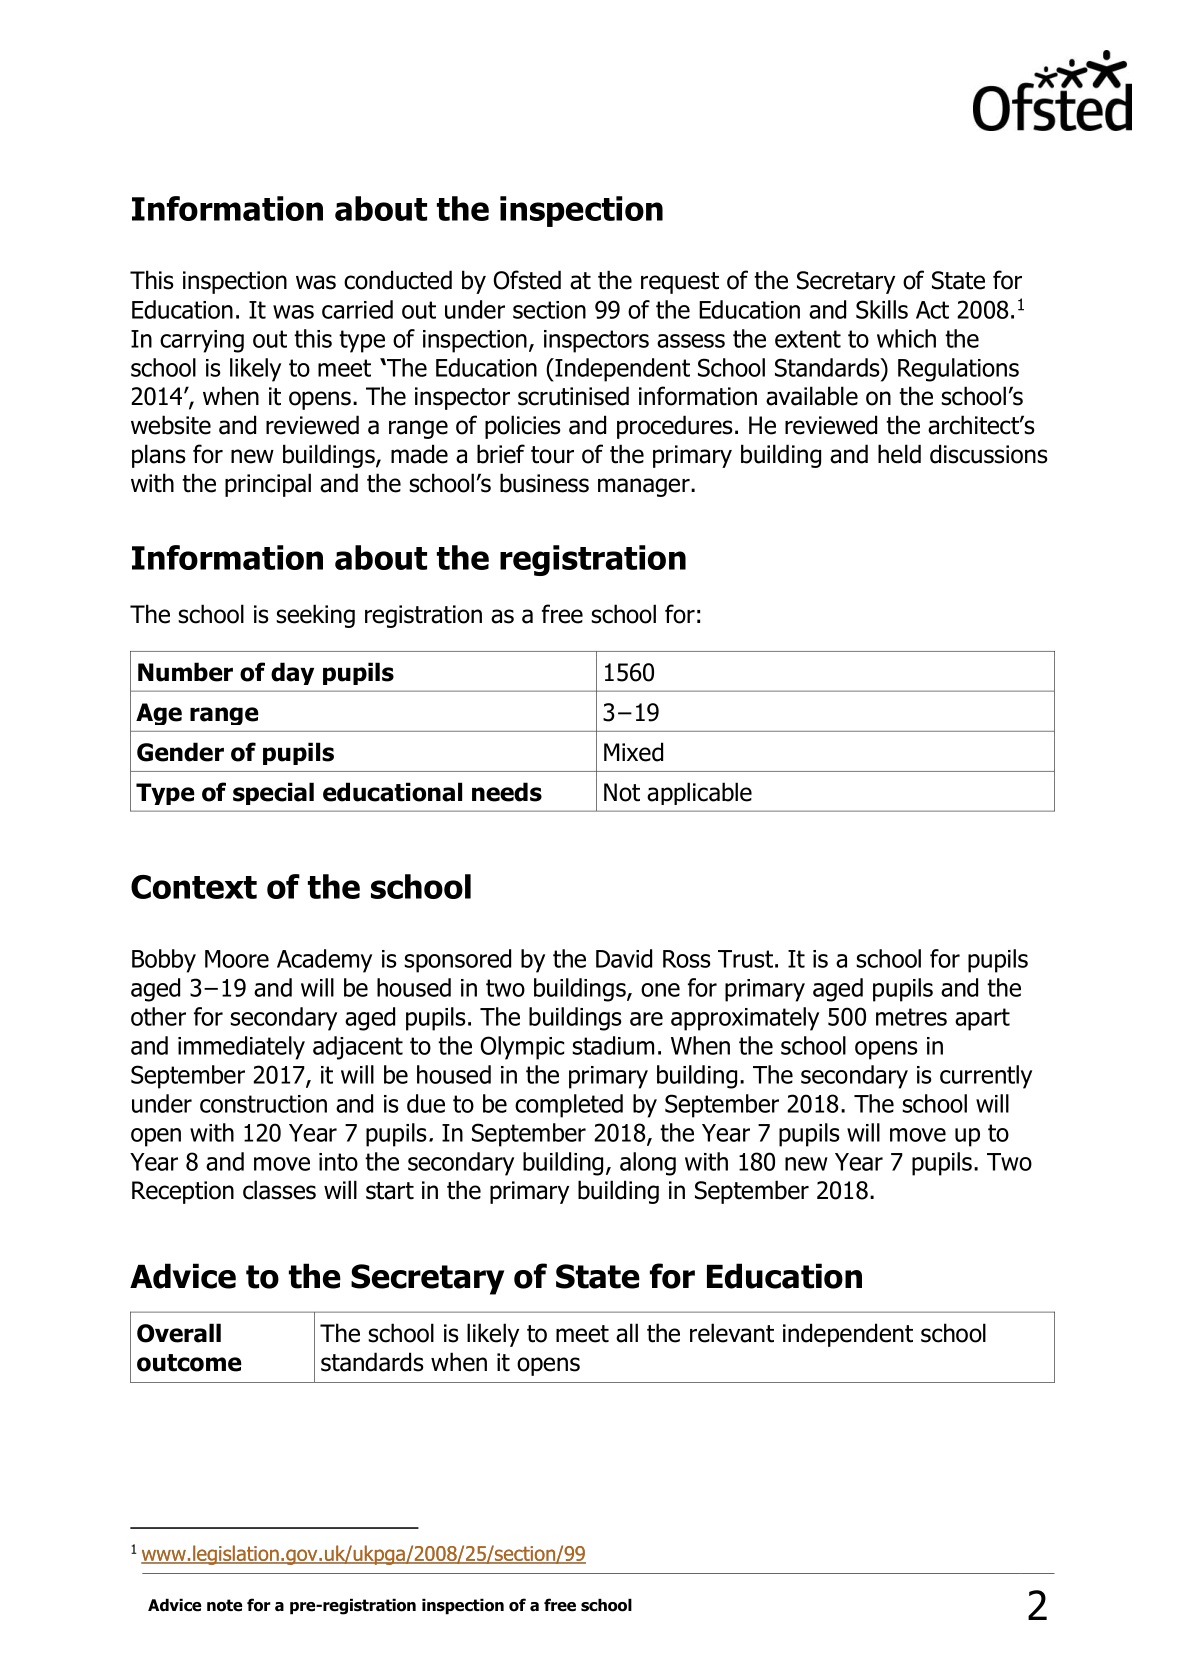 Ofsted
Information about the inspection
This inspection was conducted by Ofsted at the request of the Secretary of State for
Education. It was carried out under section 99 of the Education and Skills Act 2008.1
In carrying out this type of inspection, inspectors assess the extent to which the
school is likely to meet ‘The Education (Independent School Standards) Regulations
2014’, when it opens. The inspector scrutinised information available on the school’s
website and reviewed a range of policies and procedures. He reviewed the architect’s
plans for new buildings, made a brief tour of the primary building and held discussions
with the principal and the school’s business manager.
Information about the registration
The school is seeking registration as a free school for:
Number of day pupils 1560
Age range 3−19
Gender of pupils Mixed
Type of special educational needs Not applicable
Context of the school
Bobby Moore Academy is sponsored by the David Ross Trust. It is a school for pupils
aged 3−19 and will be housed in two buildings, one for primary aged pupils and the
other for secondary aged pupils. The buildings are approximately 500 metres apart
and immediately adjacent to the Olympic stadium. When the school opens in
September 2017, it will be housed in the primary building. The secondary is currently
under construction and is due to be completed by September 2018. The school will
open with 120 Year 7 pupils. In September 2018, the Year 7 pupils will move up to
Year 8 and move into the secondary building, along with 180 new Year 7 pupils. Two
Reception classes will start in the primary building in September 2018.
Advice to the Secretary of State for Education
Overall The school is likely to meet all the relevant independent school
outcome standards when it opens
1 www.legislation.gov.uk/ukpga/2008/25/section/99
Advice note for a pre-registration inspection of a free school 2